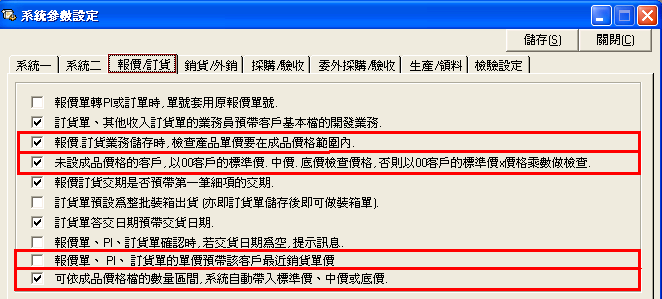 系統參數設定
儲存(S) 關閉(C)
系統一 系統二 報價/訂貨 銷貨/外銷 採購/驗收 委外採購/驗收 生產/領料 檢驗設定
報價單轉PI或訂單時, 單號套用原報價單號.
訂貨單、其他收入訂貨單的業務員預帶客戶基本檔的開發業務.
報價,訂貨業務儲存時, 檢查產品單價要在成品價格範圍內.
未設成品價格的客戶, 以00客戶的標準價. 中價. 底價檢查價格, 否則以00客戶的標準價x價格乘數做檢查.
報價訂貨交期是否預帶第一筆細項的交期.
訂貨單預設為整批裝箱出貨 (亦即訂貨單儲存後即可做裝箱單).
訂貨單答交日期預帶交貨日期.
報價單、PI、訂貨單確認時, 若交貨日期為空, 提示訊息.
報價單、 PI、 訂貨單的單價預帶該客戶最近銷貨單價
可依成品價格檔的數量區間, 系統自動帶入標準價、中價或底價.